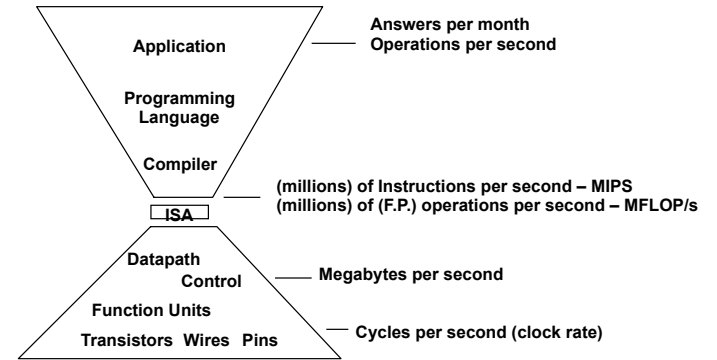 Application
Answers per month
Operations per second
Programming
Language
Compiler
(millions) of Instructions per second – MIPS
(millions) of (F.P.) operations per second – MFLOP/s
ISA
Datapath
Control
Megabytes per second
Function Units
Transistors Wires Pins
Cycles per second (clock rate)